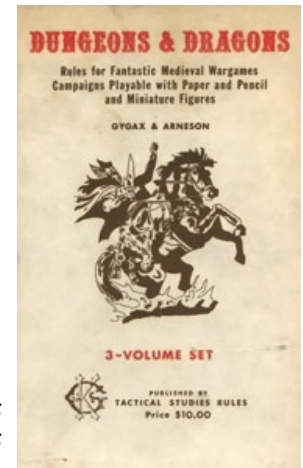 DUNGEONS & DRAGONS
Rules for Fantastic Medieval Wargames
Campaigns Playable with Paper and Pencil
and Miniature Figures
GYGAX & ARNESON
3-VOLUME SET
PUBLISHED BY
TACTICAL STUDIES RULES
Price $10.00